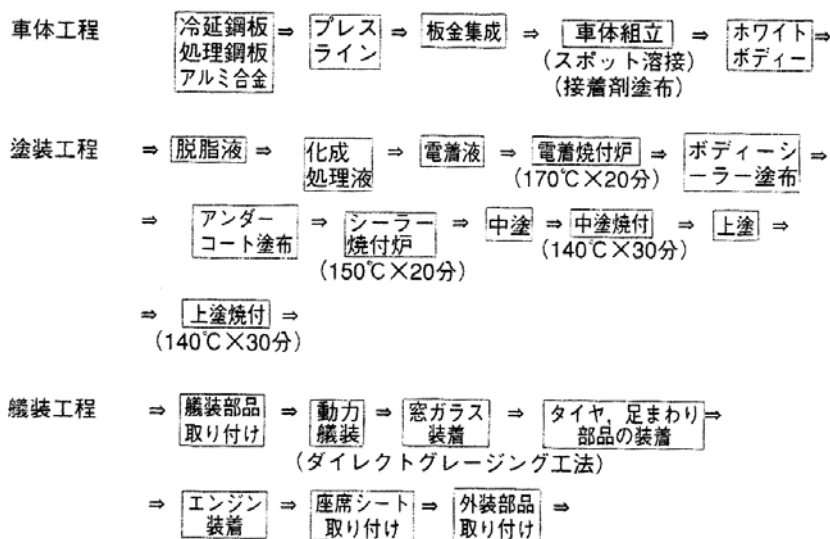 車体工程
冷延鋼板
処理鋼板
アルミ合金
⇒
プレス
ライン
⇒
板金集成
⇒
車体組立
(スポット溶接)
(接着剤塗布)
⇒
ホワイト
ボディー
⇒
塗装工程
⇒
脱脂液
⇒
化成
処理液
⇒
電着液
⇒
電着焼付炉
(170℃×20分)
⇒
ボディーシ
ーラー塗布
⇒
⇒
アンダー
コート塗布
⇒
シーラー
焼付炉
(150℃×20分)
⇒
中塗
⇒
中塗焼付
(140℃×30分)
⇒
上塗
⇒
⇒
上塗焼付
(140℃×30分)
⇒
艤装工程
⇒
艤装部品
取り付け
⇒
動力
艤装
⇒
窓ガラス
装着
(ダイレクトグレージング工法)
⇒
タイヤ,足まわり
部品の装着
⇒
⇒
エンジン
装着
⇒
座席シート
取り付け
⇒
外装部品
取り付け
⇒